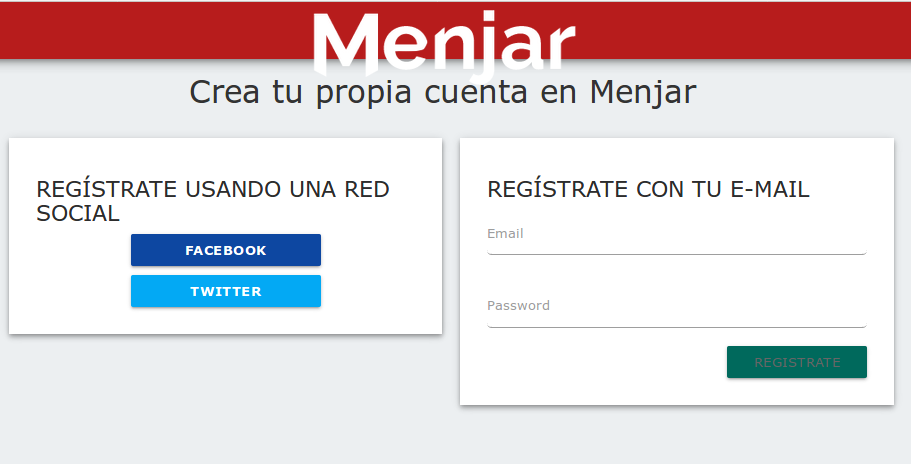 Menjar
Crea tu propia cuenta en Menjar
REGÍSTRATE USANDO UNA RED
SOCIAL
FACEBOOK
TWITTER
REGÍSTRATE CON TU E-MAIL
Email
Password
REGISTRATE